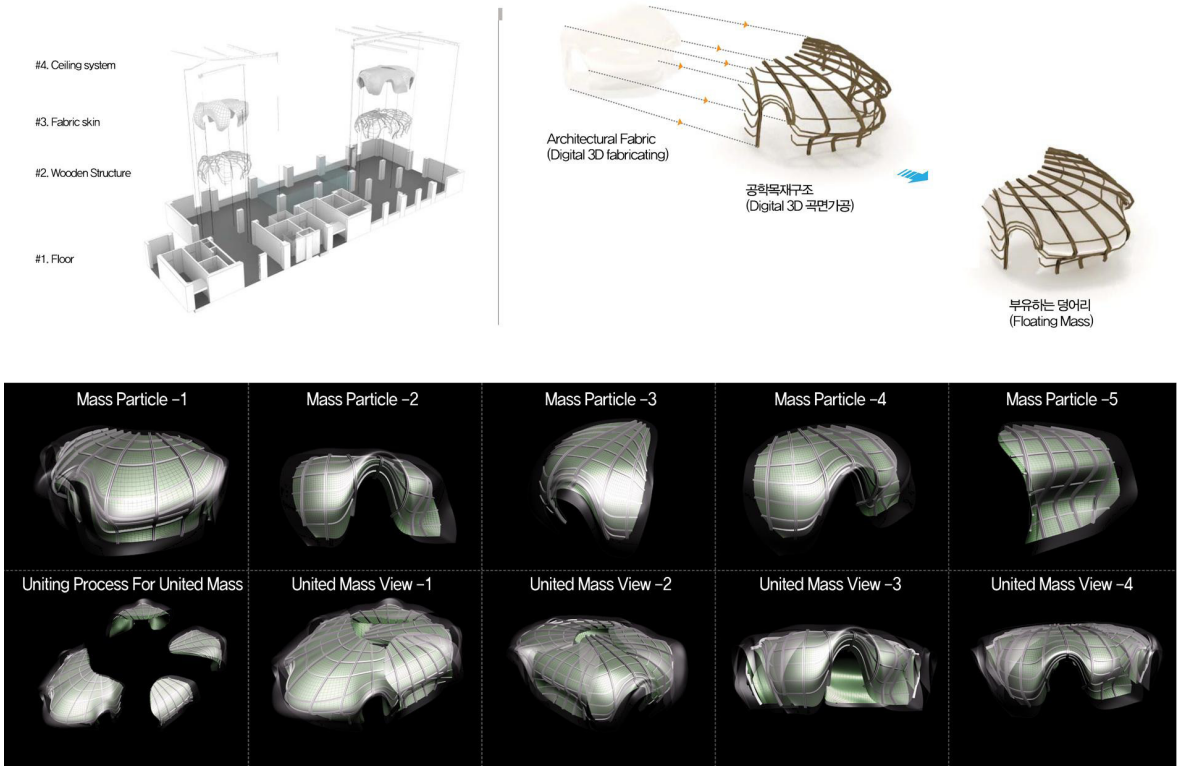 #4. Ceiling system
#3. Fabric skin
#2. Wooden Structure
#1. Floor
Architectural Fabric
(Digital 3D fabricating)
공학목재구조
(Digital 3D 곡면가공)
부유하는 덩어리
(Floating Mass)
Mass Particle -1
Mass Particle -2
Mass Particle -3
Mass Particle -4
Mass Particle -5
Uniting Process For United Mass
United Mass View -1
United Mass View -2
United Mass View -3
United Mass View -4